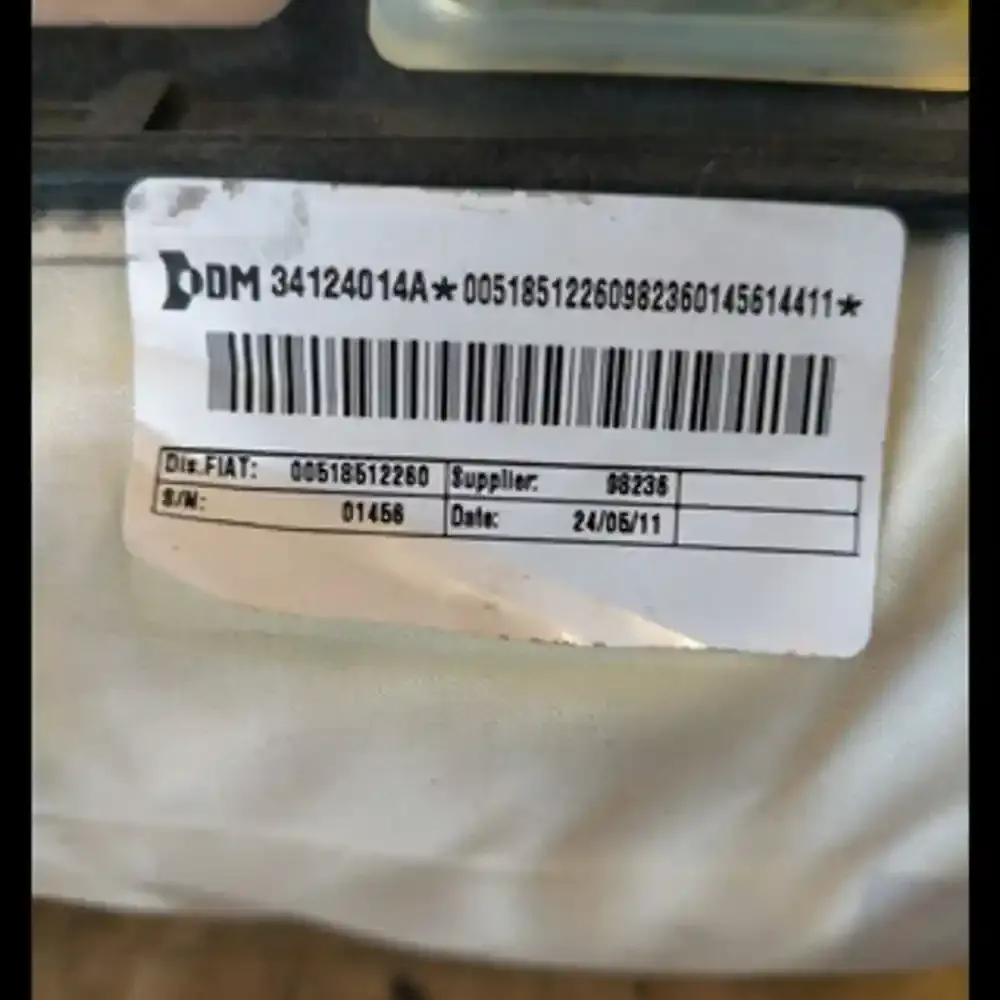 DM 34124014A*00518512260982360145614411*
Dis.FIAT: 00518512260 Supplier: 98236
S/N: 01456 Date: 24/05/11